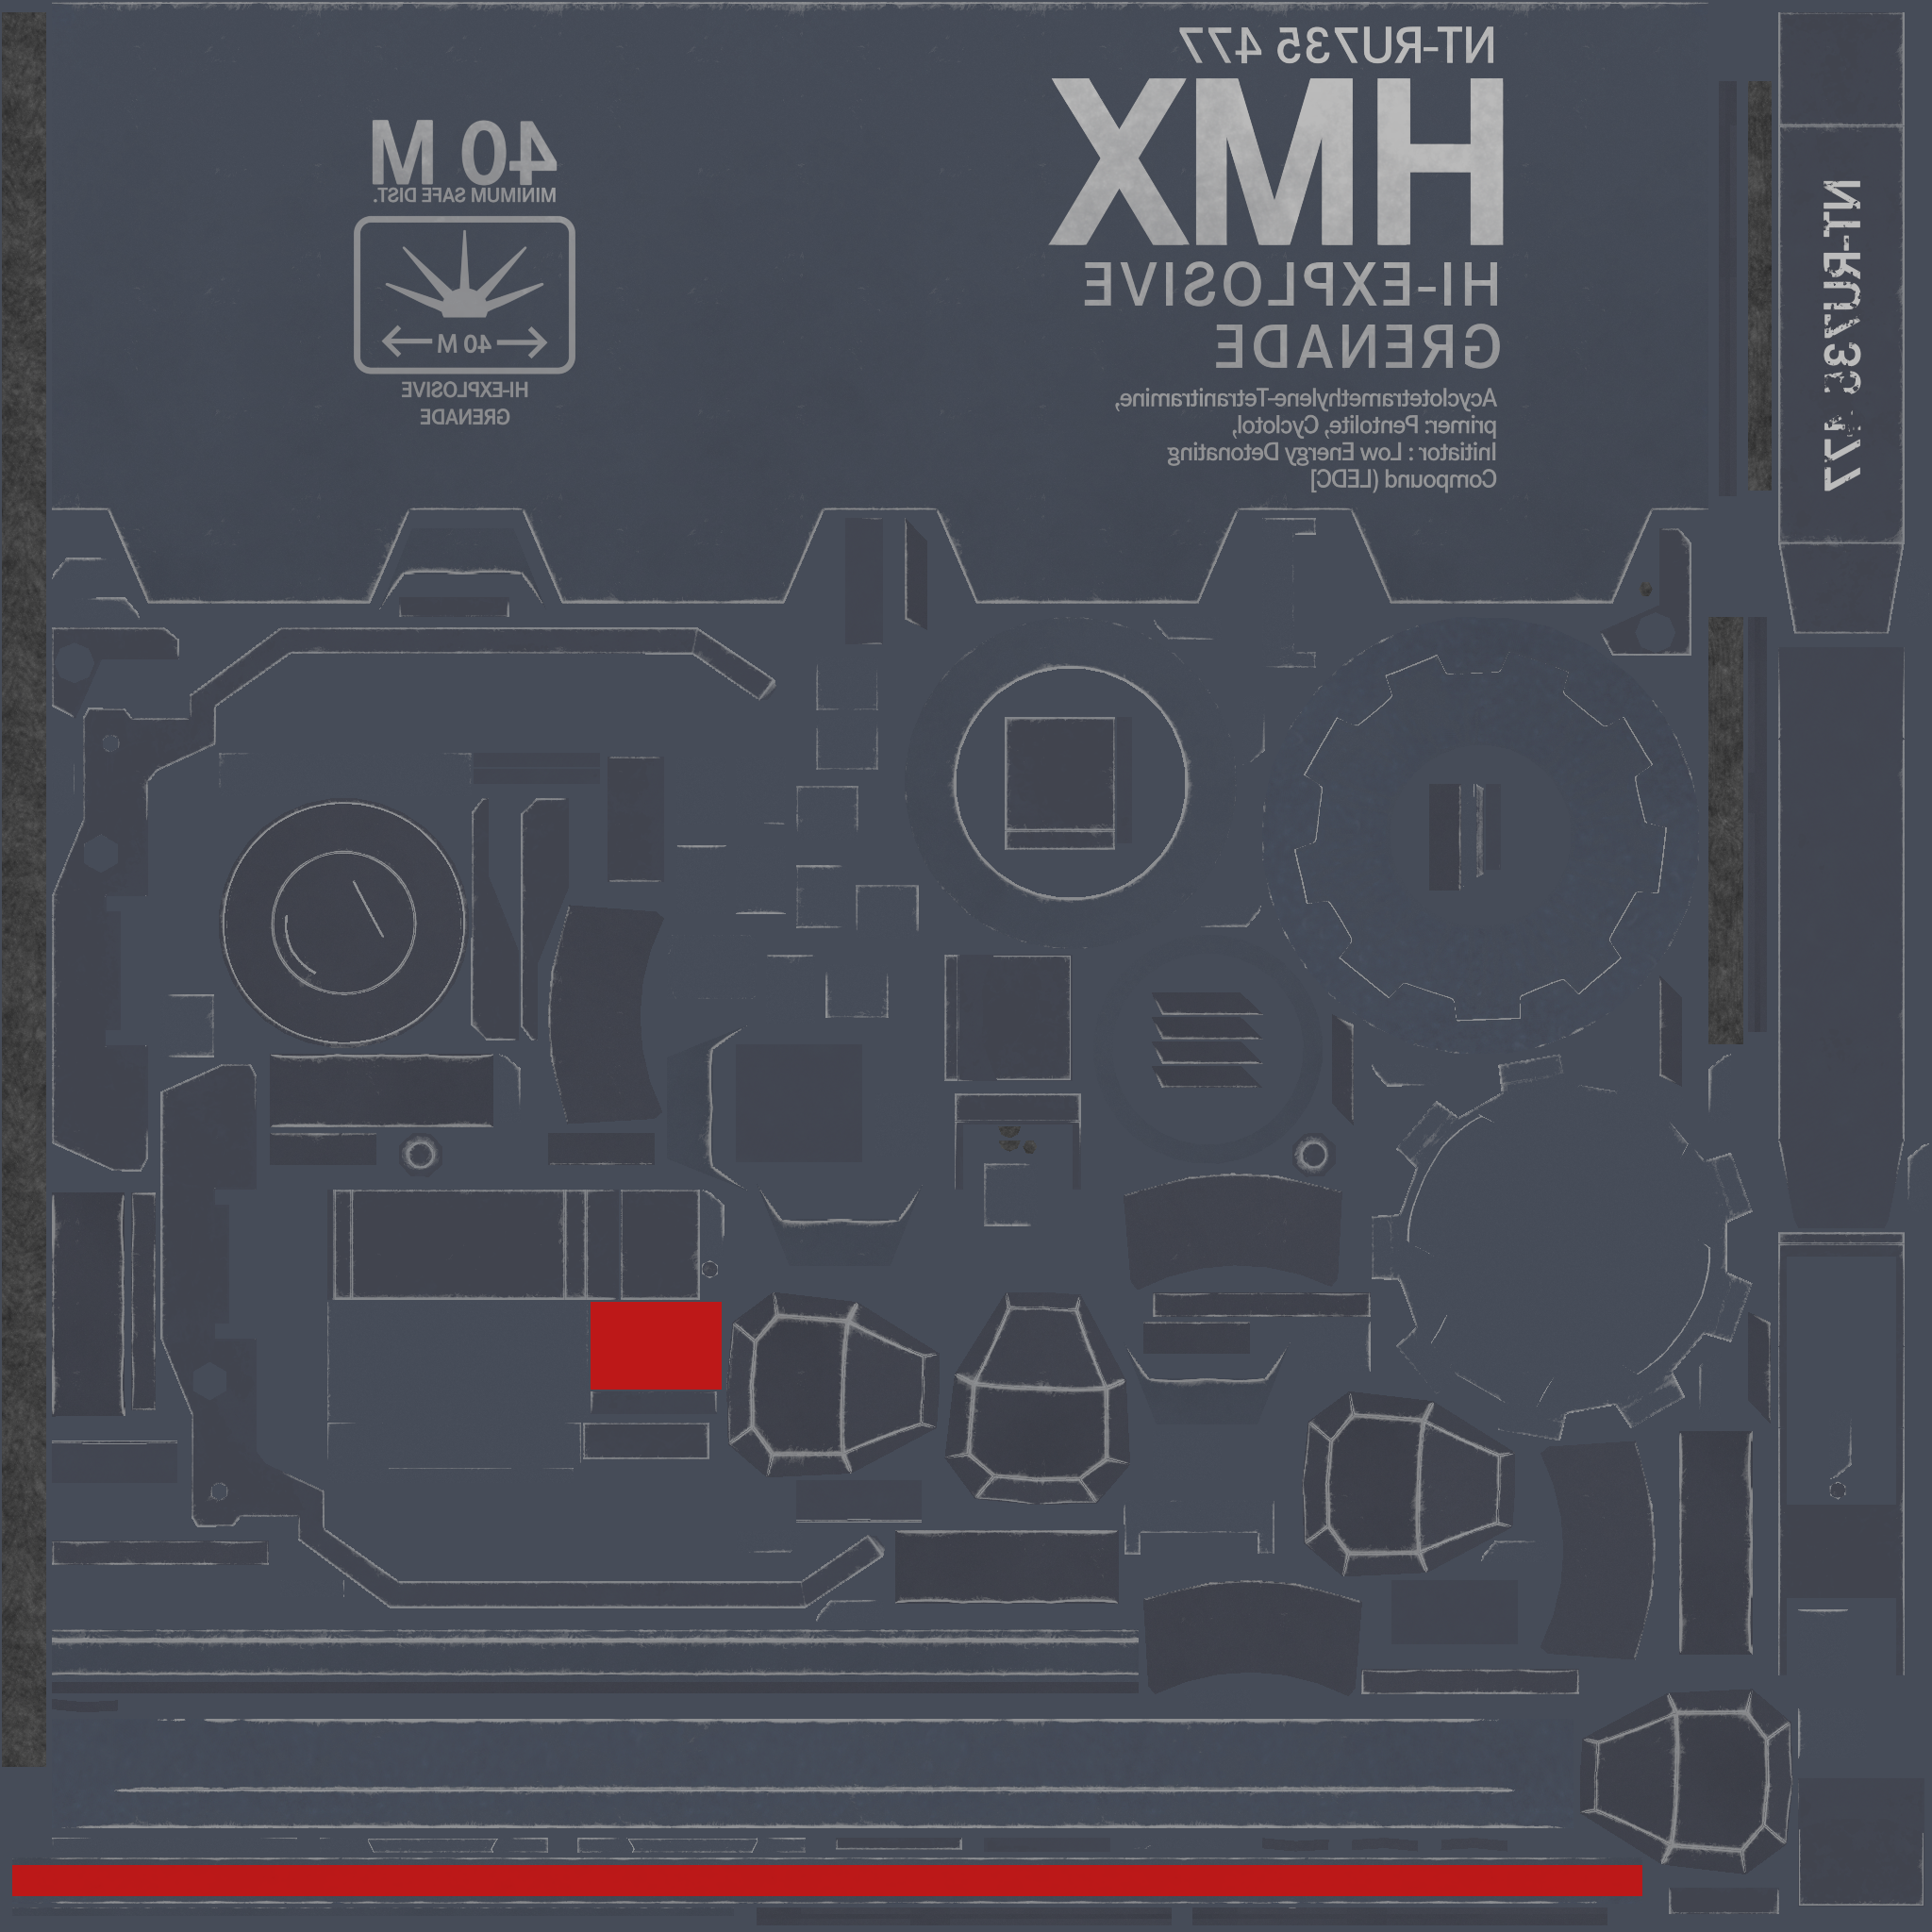 NT-RU735 477
HMX
HI-EXPLOSIVE
GRENADE
Acyclotetramethylene-Tetranitramine,
primer: Pentolite, Cyclotol,
Initiator : Low Energy Detonating
Compound (LEDC]
40 M
MINIMUM SAFE DIST.
40 M
HI-EXPLOSIVE
GRENADE
NT-RU735 477